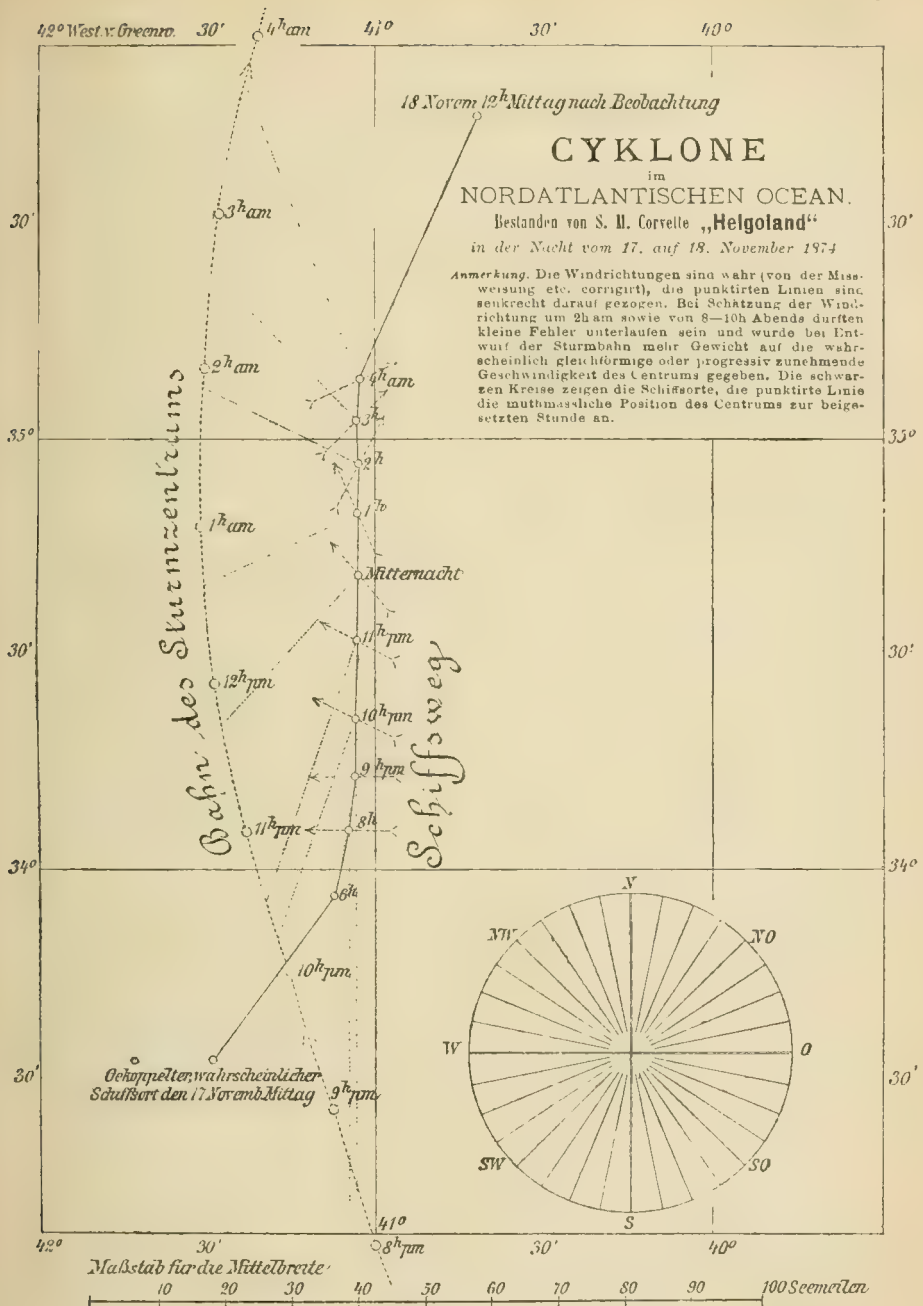 42° West. v. Greenw. 30' 4ʰ am 41° 30' 40°
18 Novem 12ʰ Mittag nach Beobachtung
CYKLONE
im
NORDATLANTISCHEN OCEAN.
Bestanden von S. M. Corvette „Helgoland“
in der Nacht vom 17. auf 18. November 1874
Anmerkung. Die Windrichtungen sind wahr (von der Miss-
weisung etc. corrigirt), die punktirten Linien sind
senkrecht darauf gezogen. Bei Schätzung der Wind-
richtung um 2h am sowie von 8—10h Abends durften
kleine Fehler unterlaufen sein und wurde bei Ent-
wurf der Sturmbahn mehr Gewicht auf die wahr-
scheinlich gleichförmige oder progressiv zunehmende
Geschwindigkeit des Centrums gegeben. Die schwar-
zen Kreise zeigen die Schiffsorte, die punktirte Linie
die muthmassliche Position des Centrums zur beige-
setzten Stunde an.
30' 3ʰ am 30'
2ʰ am 4ʰ am
3ʰ
35° 35°
2ʰ
1ʰ am 1ʰ
Mitternacht
11ʰ pm
30' 30'
12ʰ pm
10ʰ pm
9ʰ pm
11ʰ pm 8ʰ
Bahn des Sturmzentrums
Schiffsweg
34° 34°
6ʰ
10ʰ pm
30' 30'
Gekoppelter, wahrscheinlicher
Schiffsort den 17 Novemb. Mittag
9ʰ pm
N
NW NO
W O
SW SO
S
41°
42° 30' 8ʰ pm 30' 40°
Maßstab für die Mittelbreite
10 20 30 40 50 60 70 80 90 100 Seemeilen